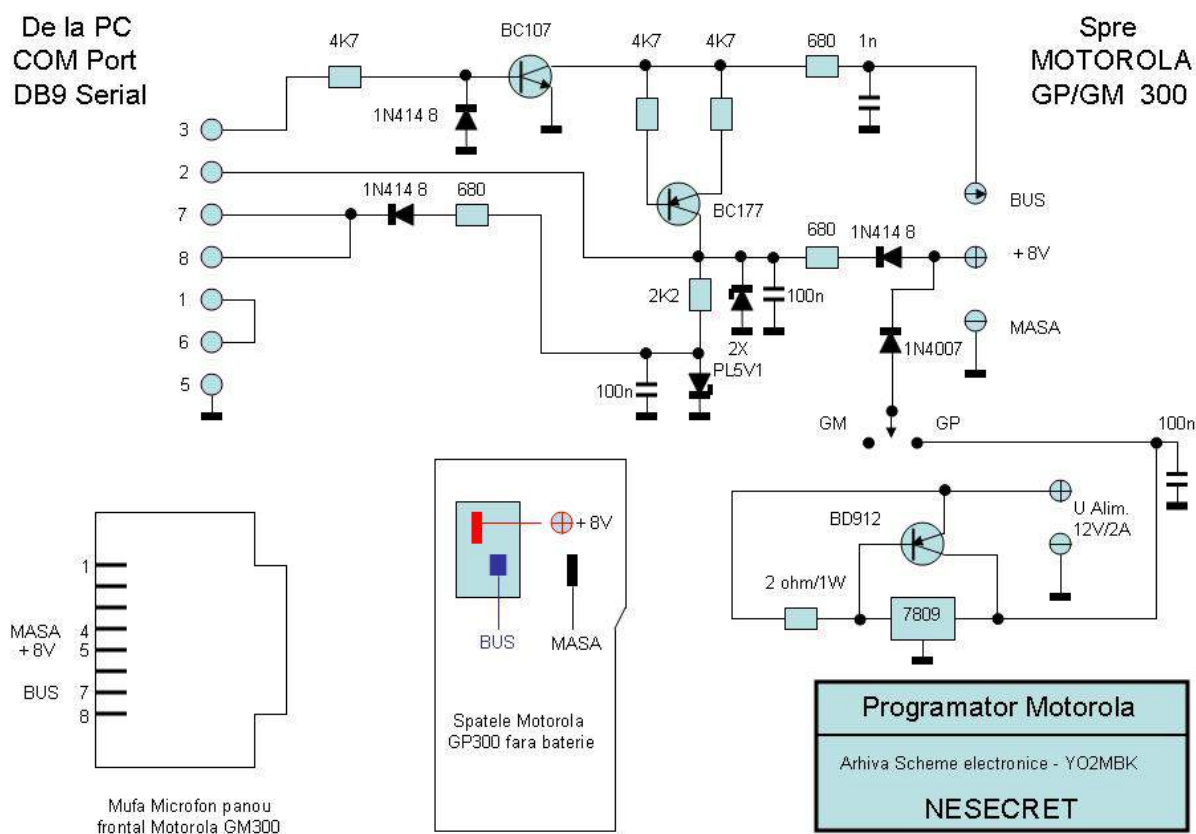 De la PC
COM Port
DB9 Serial
Spre
MOTOROLA
GP/GM 300
4K7
BC107
4K7
4K7
680
1n
1N414 8
3
2
7
8
1
6
5
1N414 8
680
BC177
680
1N414 8
BUS
+ 8V
MASA
2K2
2X
PL5V1
100n
100n
1N4007
GM
GP
100n
BD912
U Alim.
12V/2A
2 ohm/1W
7809
1
MASA 4
+ 8V 5
BUS 7
8
Mufa Microfon panou
frontal Motorola GM300
+ 8V
BUS
MASA
Spatele Motorola
GP300 fara baterie
Programator Motorola
Arhiva Scheme electronice - YO2MBK
NESECRET